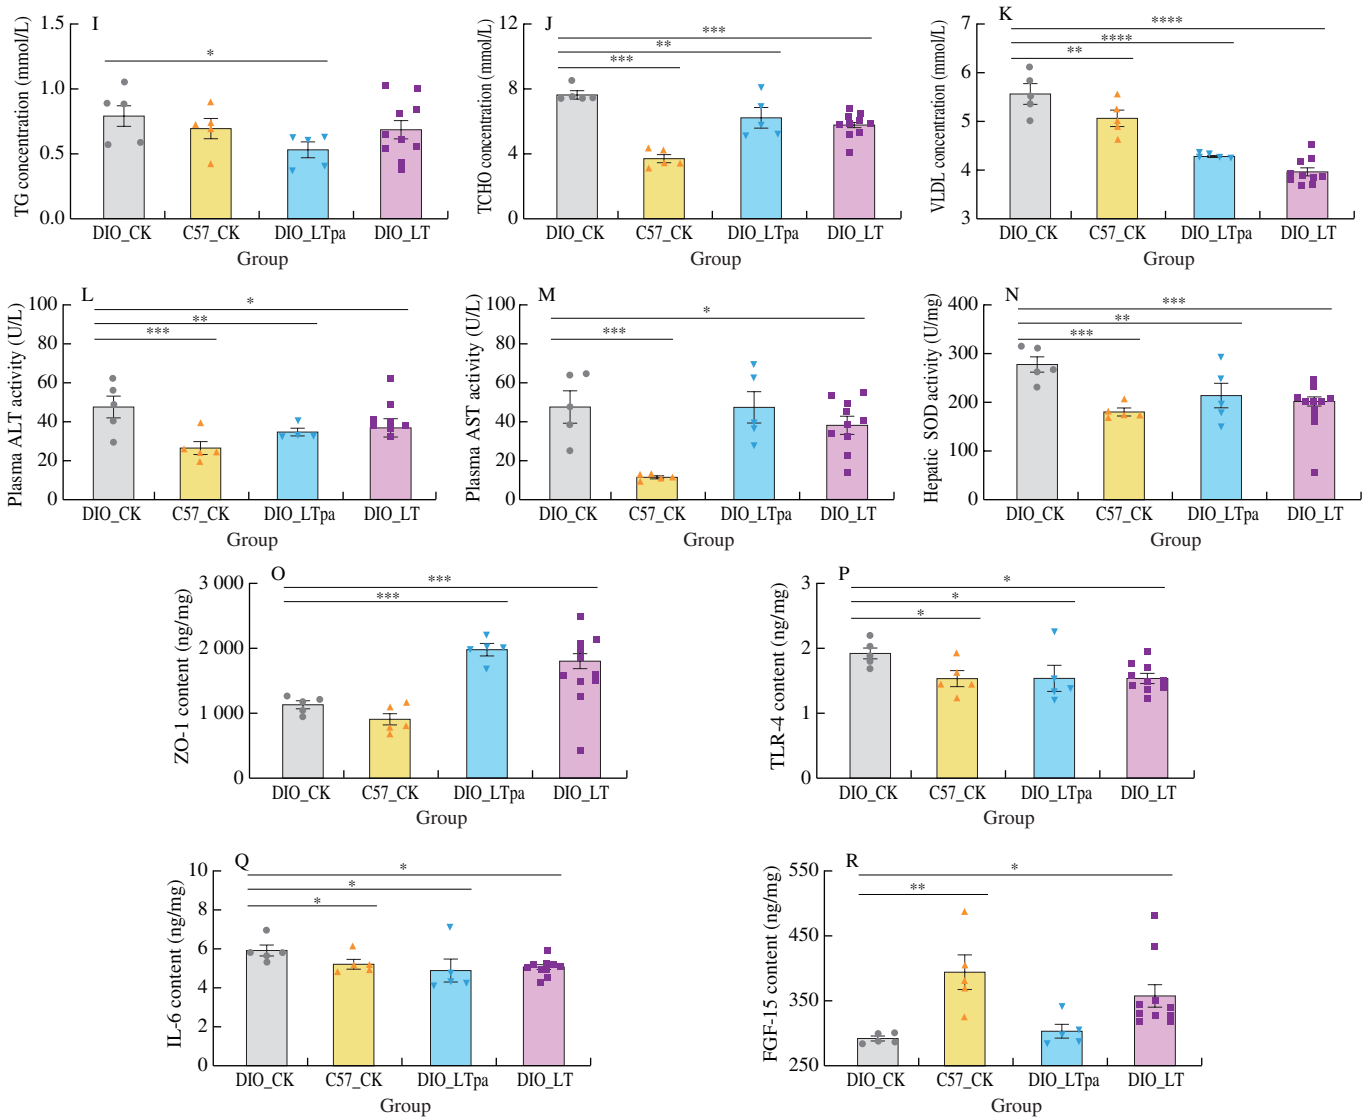 I
TG concentration (mmol/L)
1.5
1.0
0.5
0.0
*
DIO_CK C57_CK DIO_LTpa DIO_LT
Group
J
TCHO concentration (mmol/L)
12
8
4
0
***
**
***
DIO_CK C57_CK DIO_LTpa DIO_LT
Group
K
VLDL concentration (mmol/L)
7
6
5
4
3
****
****
**
DIO_CK C57_CK DIO_LTpa DIO_LT
Group
L
Plasma ALT activity (U/L)
100
80
60
40
20
0
*
**
***
DIO_CK C57_CK DIO_LTpa DIO_LT
Group
M
Plasma AST activity (U/L)
100
80
60
40
20
0
*
***
DIO_CK C57_CK DIO_LTpa DIO_LT
Group
N
Hepatic SOD activity (U/mg)
400
300
200
100
0
***
**
***
DIO_CK C57_CK DIO_LTpa DIO_LT
Group
O
ZO-1 content (ng/mg)
3 000
2 000
1 000
0
***
***
DIO_CK C57_CK DIO_LTpa DIO_LT
Group
P
TLR-4 content (ng/mg)
3
2
1
0
*
*
*
DIO_CK C57_CK DIO_LTpa DIO_LT
Group
Q
IL-6 content (ng/mg)
10
8
6
4
2
0
*
*
*
DIO_CK C57_CK DIO_LTpa DIO_LT
Group
R
FGF-15 content (ng/mg)
550
450
350
250
*
**
DIO_CK C57_CK DIO_LTpa DIO_LT
Group